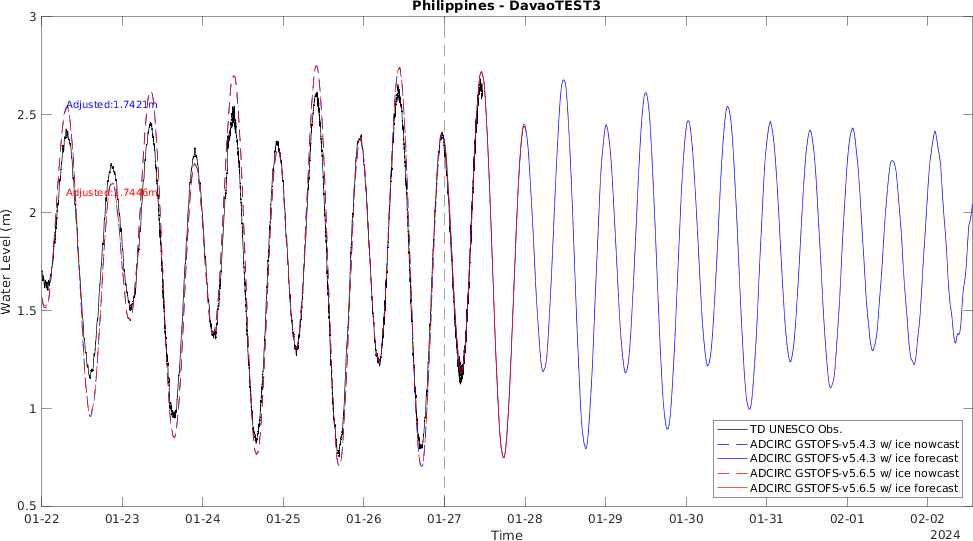 Philippines - DavaoTEST3
3
2.5
2
1.5
1
0.5
Water Level (m)
Adjusted:1.7421m
Adjusted:1.7446m
TD UNESCO Obs.
ADCIRC GSTOFS-v5.4.3 w/ ice nowcast
ADCIRC GSTOFS-v5.4.3 w/ ice forecast
ADCIRC GSTOFS-v5.6.5 w/ ice nowcast
ADCIRC GSTOFS-v5.6.5 w/ ice forecast
01-22 01-23 01-24 01-25 01-26 01-27 01-28 01-29 01-30 01-31 02-01 02-02
Time
2024